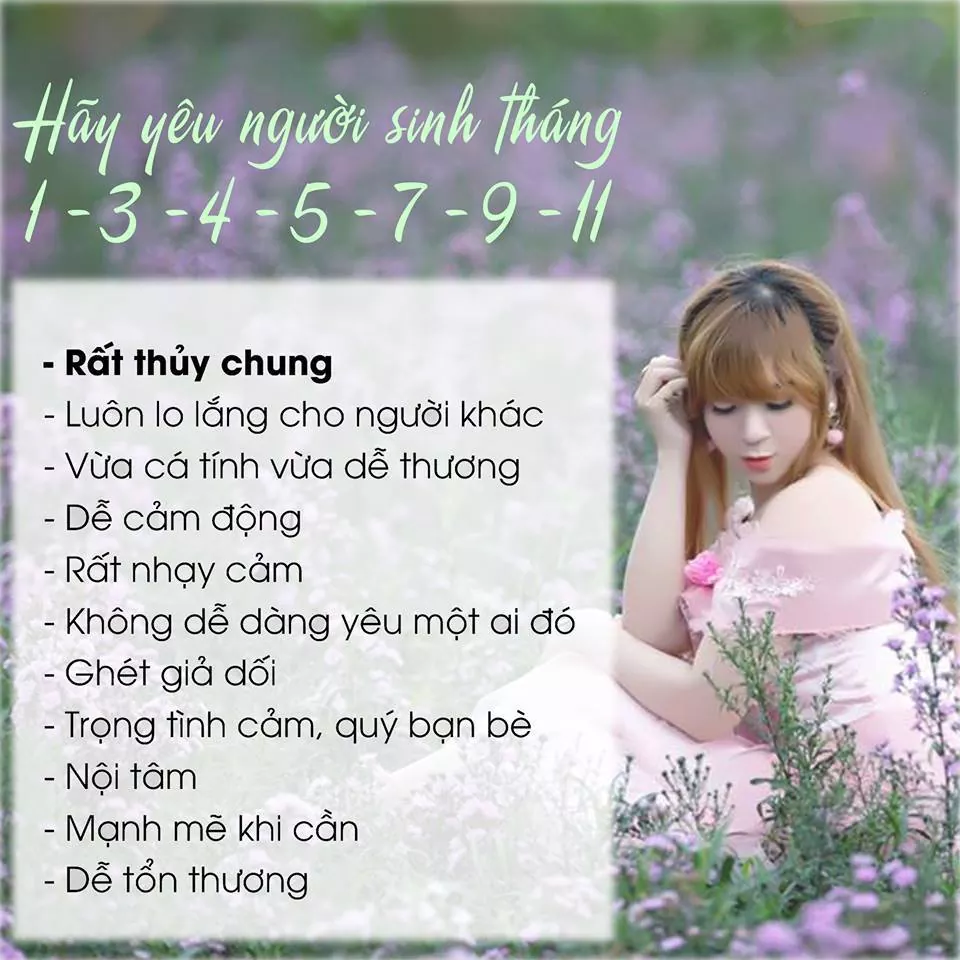 Hãy yêu người sinh tháng
1 - 3 - 4 - 5 - 7 - 9 - 11
- Rất thủy chung
- Luôn lo lắng cho người khác
- Vừa cá tính vừa dễ thương
- Dễ cảm động
- Rất nhạy cảm
- Không dễ dàng yêu một ai đó
- Ghét giả dối
- Trọng tình cảm, quý bạn bè
- Nội tâm
- Mạnh mẽ khi cần
- Dễ tổn thương